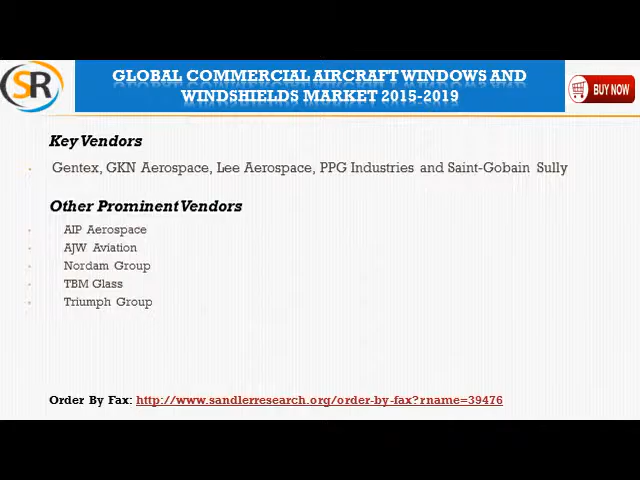 SR
GLOBAL COMMERCIAL AIRCRAFT WINDOWS AND
WINDSHIELDS MARKET 2015-2019
BUY NOW
Key Vendors
Gentex, GKN Aerospace, Lee Aerospace, PPG Industries and Saint-Gobain Sully
Other Prominent Vendors
AIP Aerospace
AJW Aviation
Nordam Group
TBM Glass
Triumph Group
Order By Fax: http://www.sandlerresearch.org/order-by-fax?rname=39476